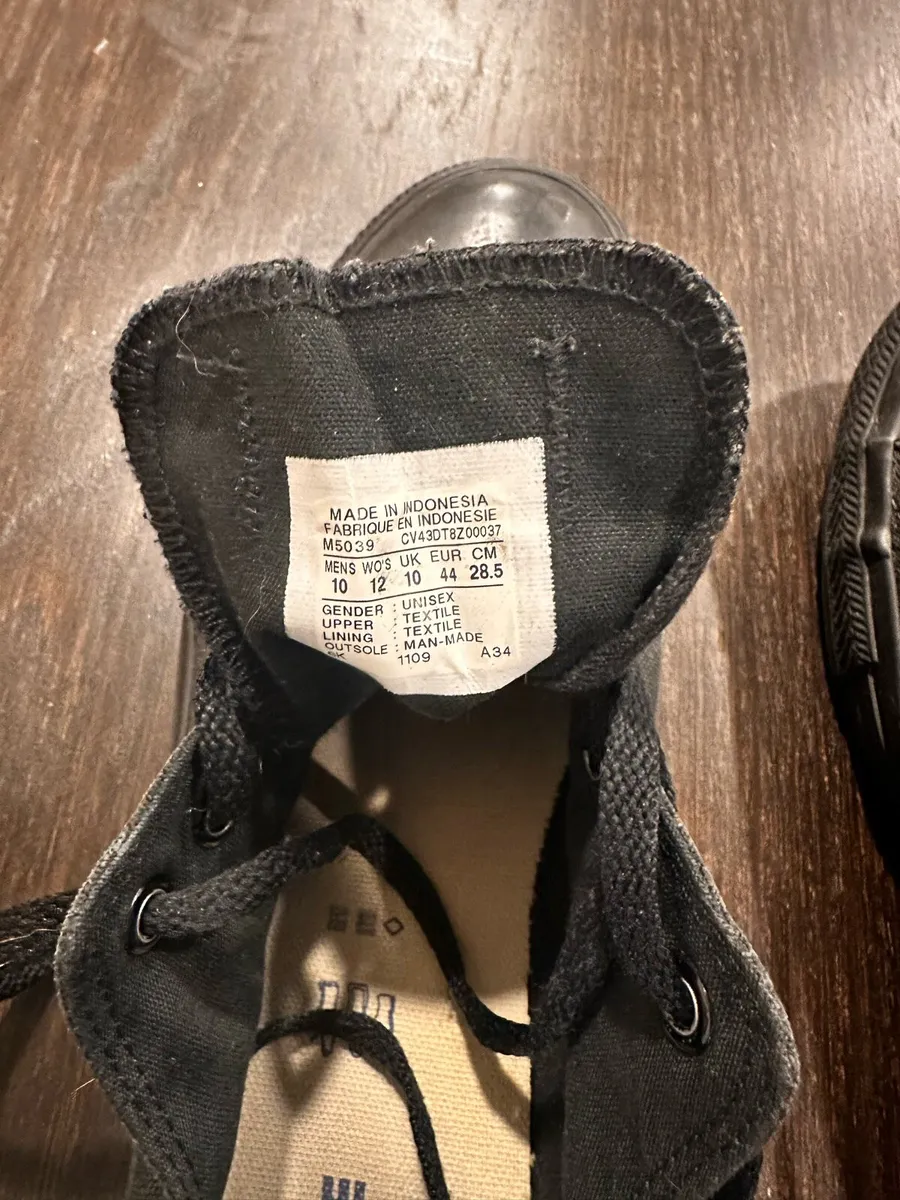 MADE IN INDONESIA
FABRIQUE EN INDONESIE
M5039 CV43DT8Z00037
MENS WO'S UK EUR CM
10 12 10 44 28.5
GENDER : UNISEX
UPPER : TEXTILE
LINING : TEXTILE
OUTSOLE : MAN-MADE
1109 A34